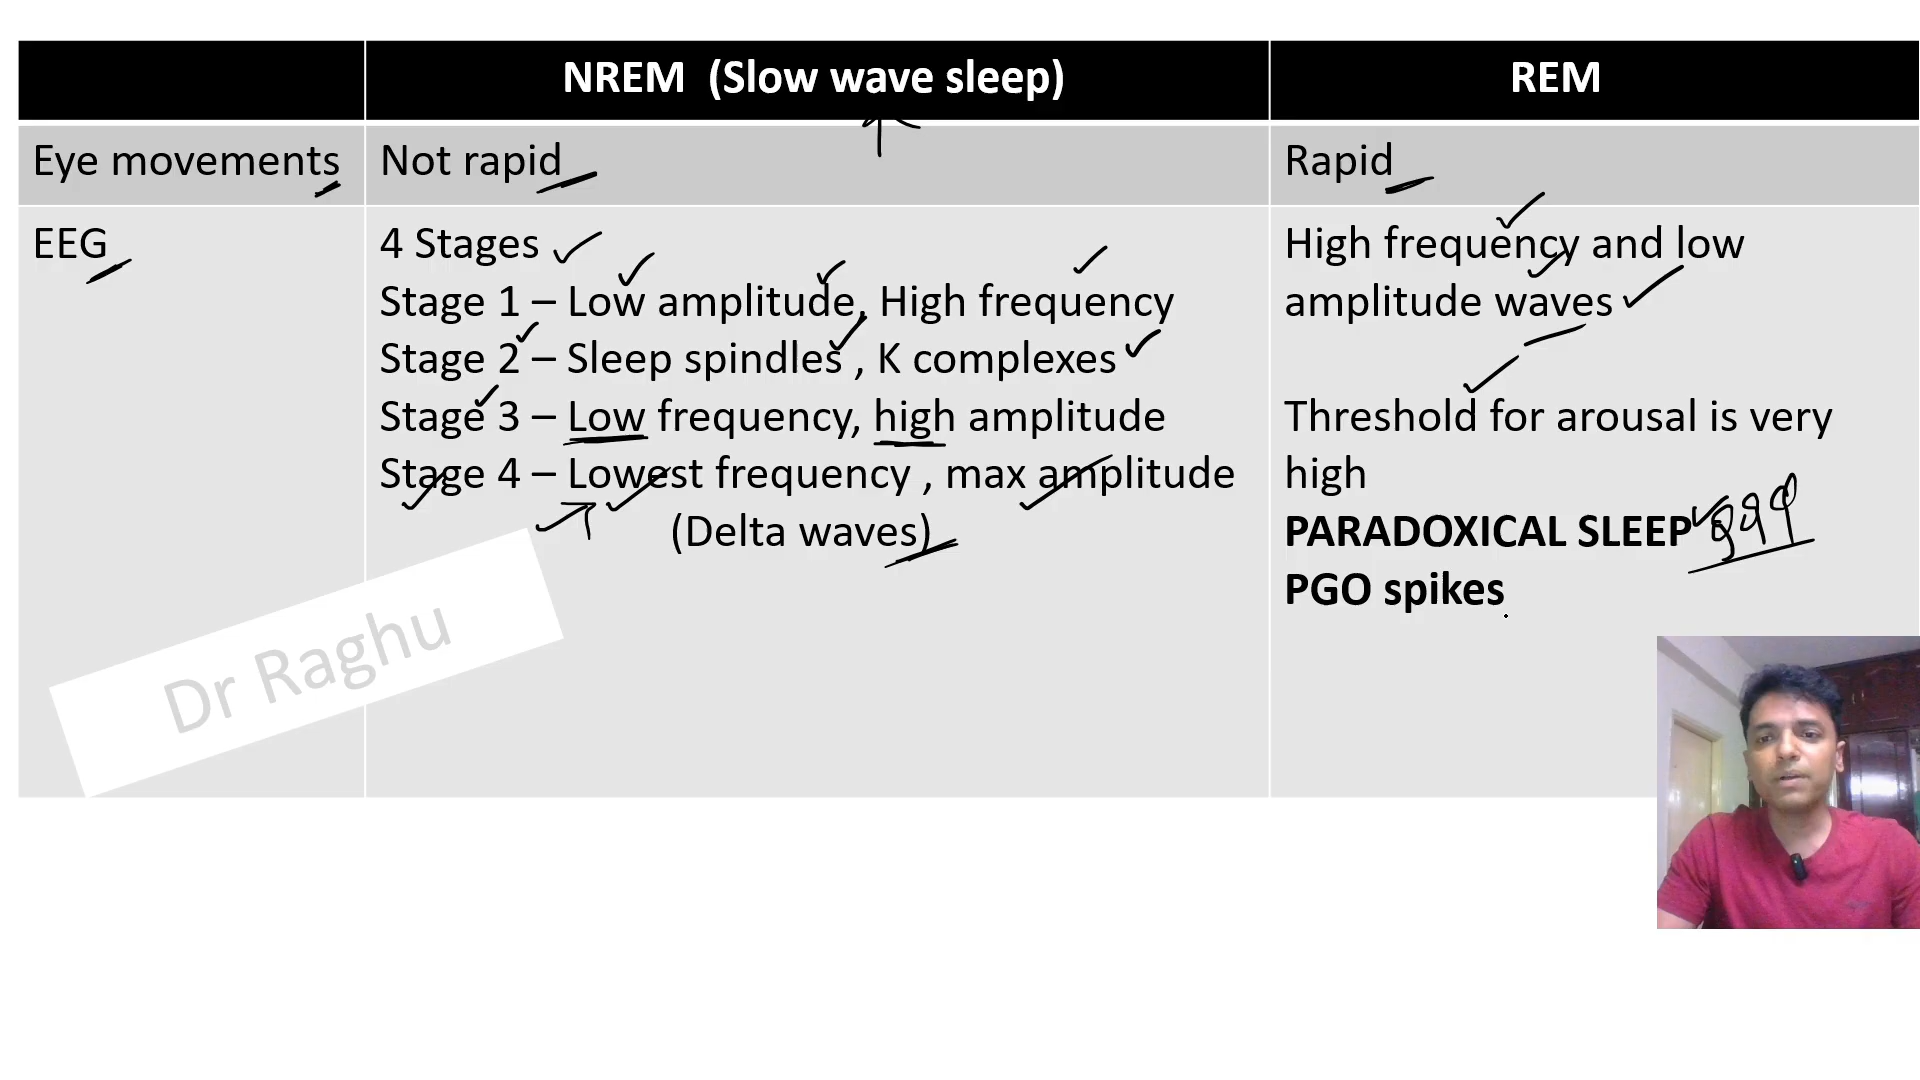 NREM (Slow wave sleep)
REM
Eye movements
Not rapid
Rapid
EEG
4 Stages
Stage 1 – Low amplitude, High frequency
Stage 2 – Sleep spindles , K complexes
Stage 3 – Low frequency, high amplitude
Stage 4 – Lowest frequency , max amplitude
(Delta waves)
High frequency and low
amplitude waves
Threshold for arousal is very
high
PARADOXICAL SLEEP
PGO spikes
Dr Raghu